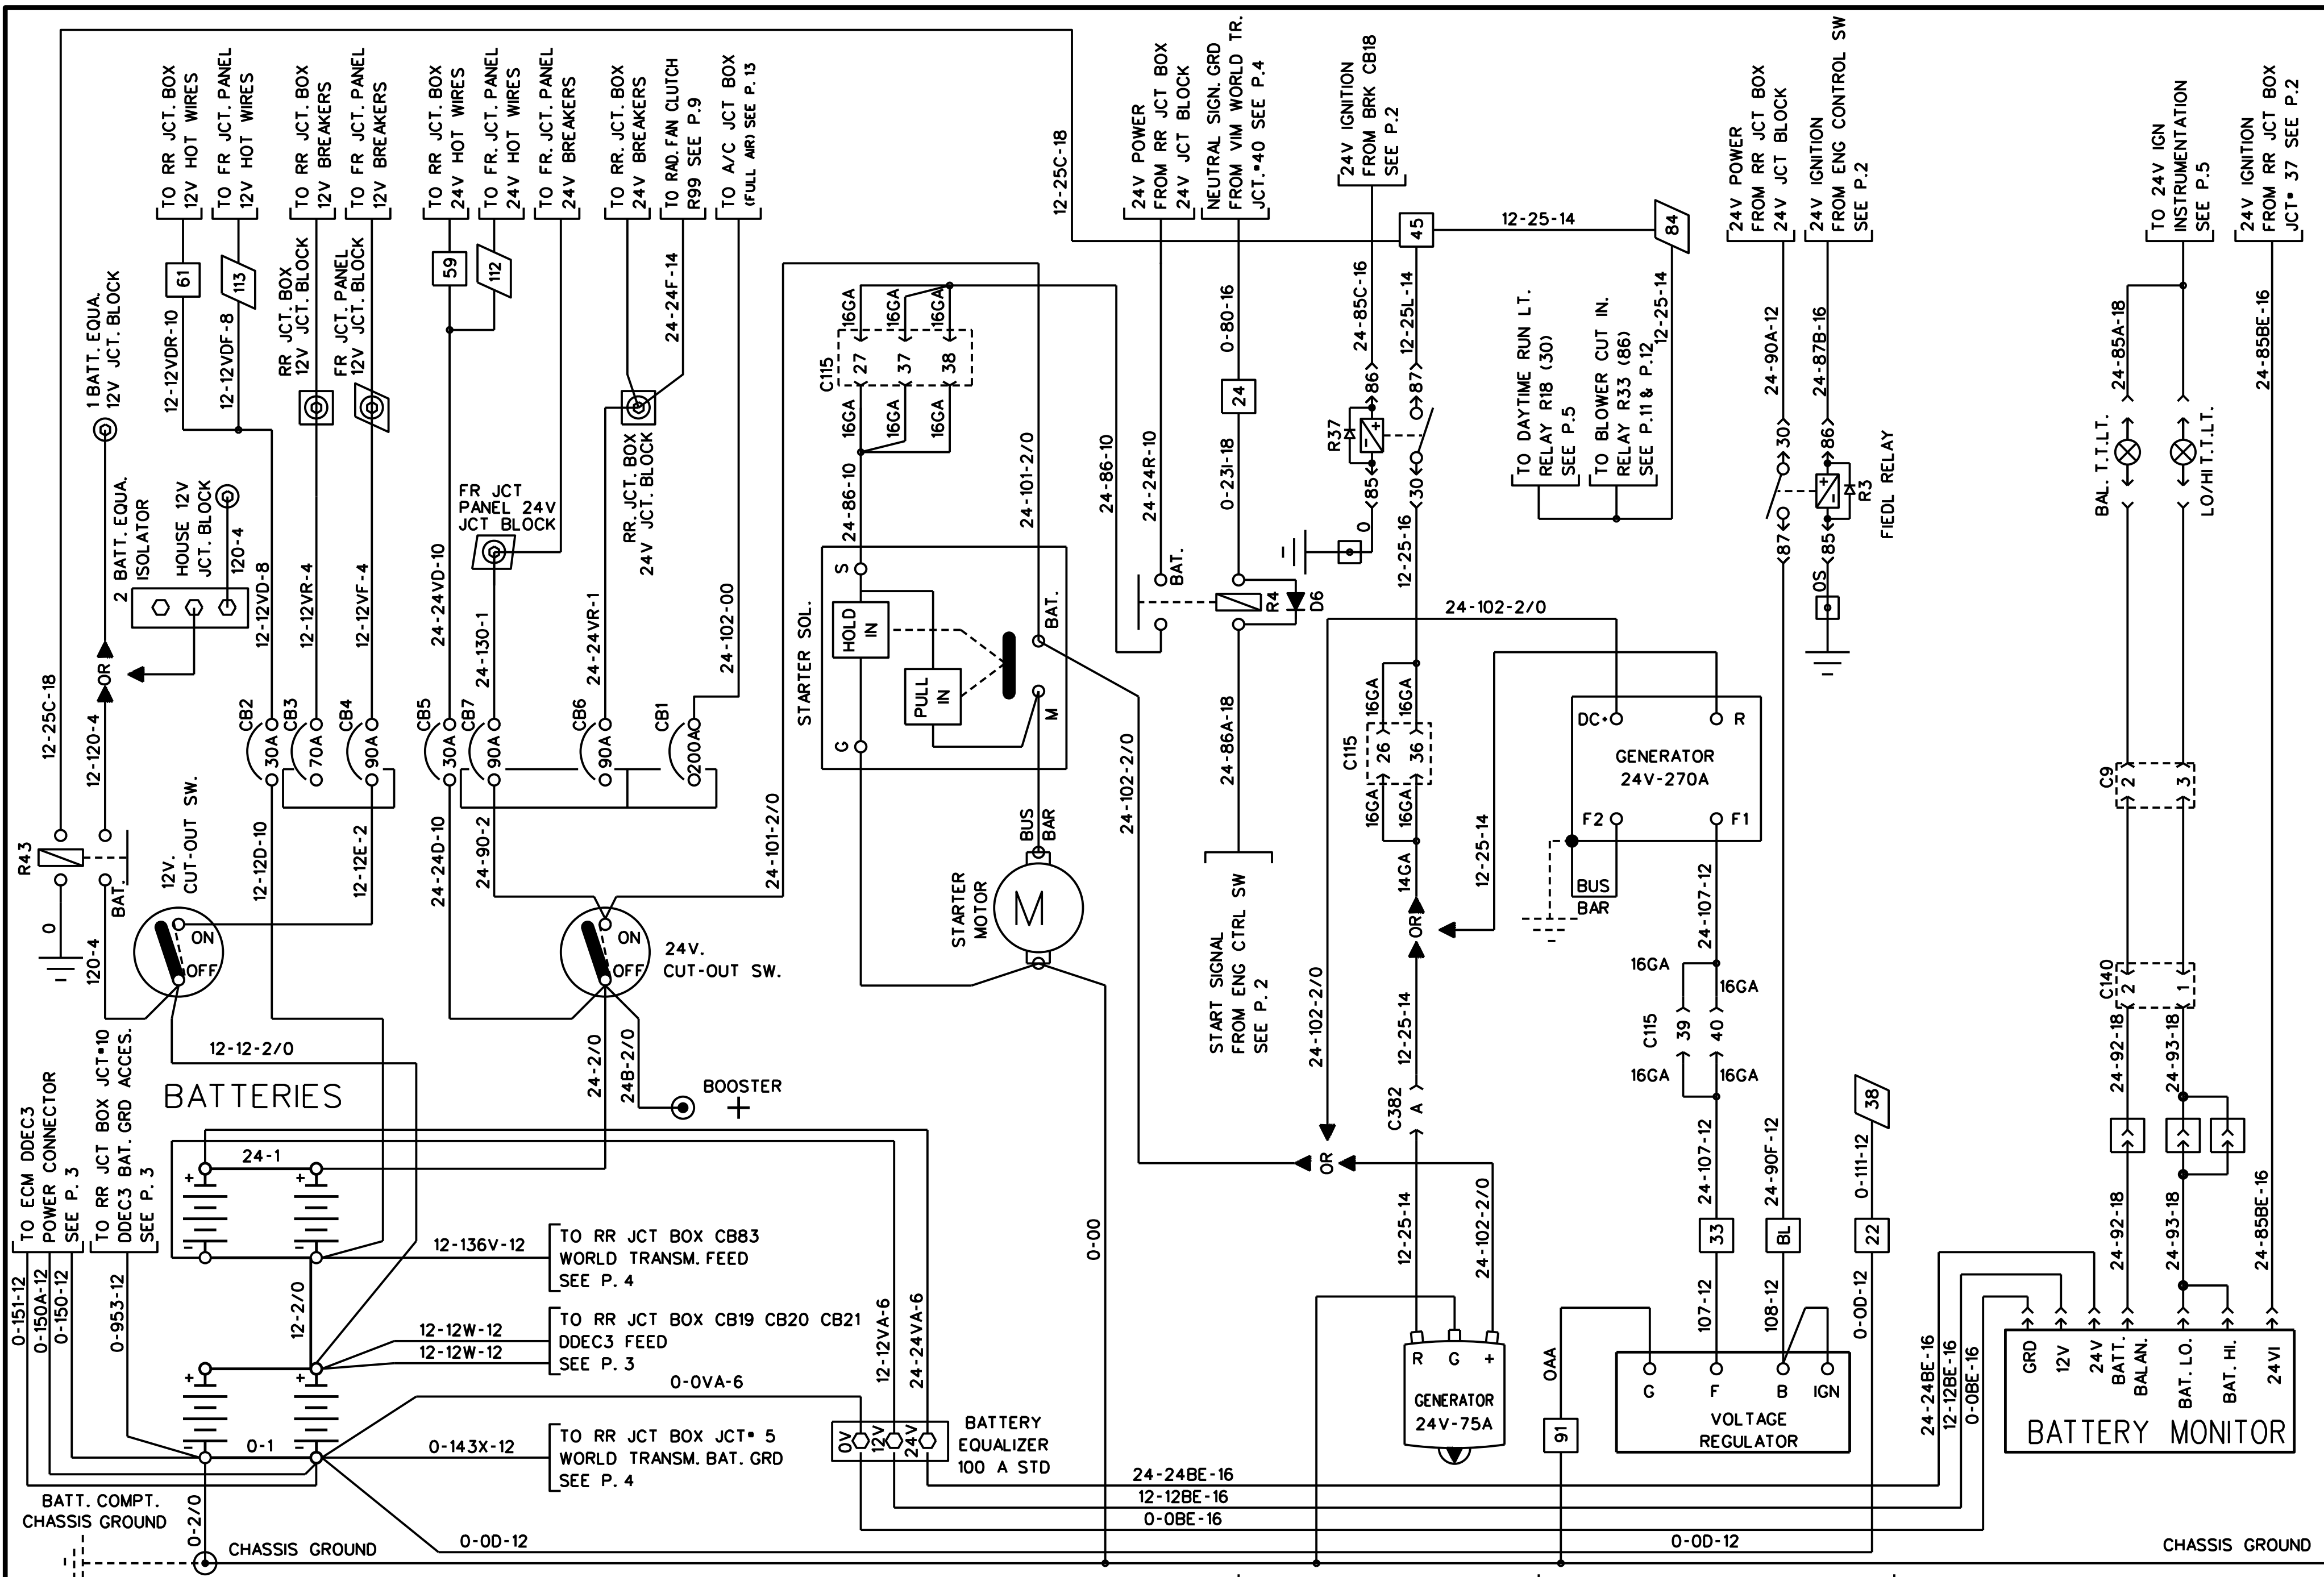 TO RR JCT. BOX
12V HOT WIRES
TO FR JCT. PANEL
12V HOT WIRES
TO RR JCT. BOX
12V BREAKERS
FR JCT. PANEL
12V BREAKERS
TO RR JCT. BOX
24V HOT WIRES
TO FR. JCT. PANEL
24V HOT WIRES
TO FR. JCT. PANEL
24V BREAKERS
TO RR. JCT. BOX
24V BREAKERS
TO RAD. FAN CLUTCH
R99 SEE P.9
TO A/C JCT BOX
(FULL AIR) SEE P. 13
12-25C-18
24V POWER
FROM RR JCT BOX
24V JCT BLOCK
NEUTRAL SIGN. GRD
FROM VIM WORLD TR.
JCT.#40 SEE P.4
24V IGNITION
FROM BRK CB18
SEE P.2
45
12-25-14
84
24V POWER
FROM RR JCT BOX
24V JCT BLOCK
24V IGNITION
FROM ENG CONTROL SW
SEE P.2
TO 24V IGN
INSTRUMENTATION
SEE P.5
24V IGNITION
FROM RR JCT BOX
JCT# 37 SEE P.2
1 BATT. EQUA.
12V JCT. BLOCK
61
113
12-12VDR-10
12-12VDF-8
RR JCT. BOX
12V JCT. BLOCK
FR JCT. PANEL
12V JCT. BLOCK
59
112
24-24F-14
RR. JCT. BOX
24V JCT. BLOCK
FR JCT
PANEL 24V
JCT BLOCK
2 BATT. EQUA.
ISOLATOR
HOUSE 12V
JCT. BLOCK
120-4
12-12VD-8
12-12VR-4
12-12VF-4
24-24VD-10
24-130-1
24-24VR-1
24-102-00
12-25C-18
OR
12-120-4
CB2
30A
CB3
70A
CB4
90A
CB5
30A
CB7
90A
CB6
90A
CB1
200A
R43
BAT.
0
120-4
12V.
CUT-OUT SW.
ON
OFF
12-12D-10
12-12E-2
24-24D-10
24-90-2
ON
OFF
24V.
CUT-OUT SW.
24-101-2/0
C115
16GA
16GA
16GA
27
37
38
16GA
16GA
16GA
24-86-10
24-101-2/0
24-86-10
STARTER SOL.
S
HOLD
IN
PULL
IN
BAT.
M
G
BUS
BAR
STARTER
MOTOR
M
24-102-2/0
24-24R-10
0-80-16
24
0-23I-18
BAT.
R4
D6
24-86A-18
START SIGNAL
FROM ENG CTRL SW
SEE P. 2
24-85C-16
12-25L-14
R37
86
87
85
30
0
12-25-16
TO DAYTIME RUN LT.
RELAY R18 (30)
SEE P.5
TO BLOWER CUT IN.
RELAY R33 (86)
SEE P.11 & P.12
12-25-14
24-102-2/0
16GA
16GA
C115
26
36
16GA
16GA
14GA
OR
12-25-14
DC+
R
GENERATOR
24V-270A
F2
F1
BUS
BAR
24-107-12
16GA
16GA
C115
39
40
16GA
16GA
24-107-12
33
107-12
24-102-2/0
12-25-14
C382
A
OR
12-25-14
24-102-2/0
24-90A-12
24-87B-16
30
86
R3
FIEDL RELAY
87
85
0S
24-90F-12
BL
108-12
38
0-111-12
22
0-0D-12
24-85A-18
24-85BE-16
BAL. T.T.LT.
LO/HI T.T.LT.
C9
2
3
C140
2
1
24-92-18
24-93-18
24-92-18
24-93-18
24-85BE-16
12-12-2/0
BATTERIES
24-2/0
24B-2/0
BOOSTER
+
TO ECM DDEC3
POWER CONNECTOR
SEE P. 3
TO RR JCT BOX JCT#10
DDEC3 BAT. GRD ACCES.
SEE P. 3
0-151-12
0-150A-12
0-150-12
0-953-12
24-1
+
+
-
-
12-2/0
+
+
-
-
0-1
12-136V-12
TO RR JCT BOX CB83
WORLD TRANSM. FEED
SEE P. 4
12-12W-12
12-12W-12
TO RR JCT BOX CB19 CB20 CB21
DDEC3 FEED
SEE P. 3
0-0VA-6
0-143X-12
TO RR JCT BOX JCT# 5
WORLD TRANSM. BAT. GRD
SEE P. 4
12-12VA-6
24-24VA-6
0V
12V
24V
BATTERY
EQUALIZER
100 A STD
0-00
R
G
+
GENERATOR
24V-75A
0AA
91
G
F
B
IGN
VOLTAGE
REGULATOR
24-24BE-16
12-12BE-16
0-0BE-16
GRD
12V
24V
BATT.
BALAN.
BAT. LO.
BAT. HI.
24VI
BATTERY MONITOR
24-24BE-16
12-12BE-16
0-0BE-16
BATT. COMPT.
CHASSIS GROUND
0-2/0
CHASSIS GROUND
0-0D-12
0-0D-12
CHASSIS GROUND